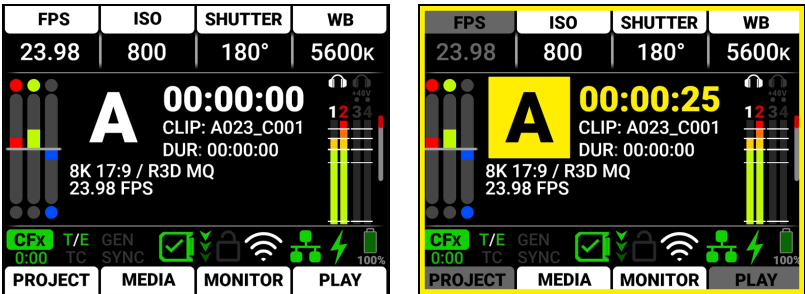 FPS ISO SHUTTER WB
23.98 800 180° 5600K
+40V
00:00:00
A
1 2 3 4
CLIP: A023_C001
DUR: 00:00:00
8K 17:9 / R3D MQ
23.98 FPS
CFx T/E GEN
0:00 TC SYNC
100%
PROJECT MEDIA MONITOR PLAY
FPS ISO SHUTTER WB
23.98 800 180° 5600K
+40V
00:00:25
A
1 2 3 4
CLIP: A023_C001
DUR: 00:00:00
8K 17:9 / R3D MQ
23.98 FPS
CFx T/E GEN
0:00 TC SYNC
100%
PROJECT MEDIA MONITOR PLAY